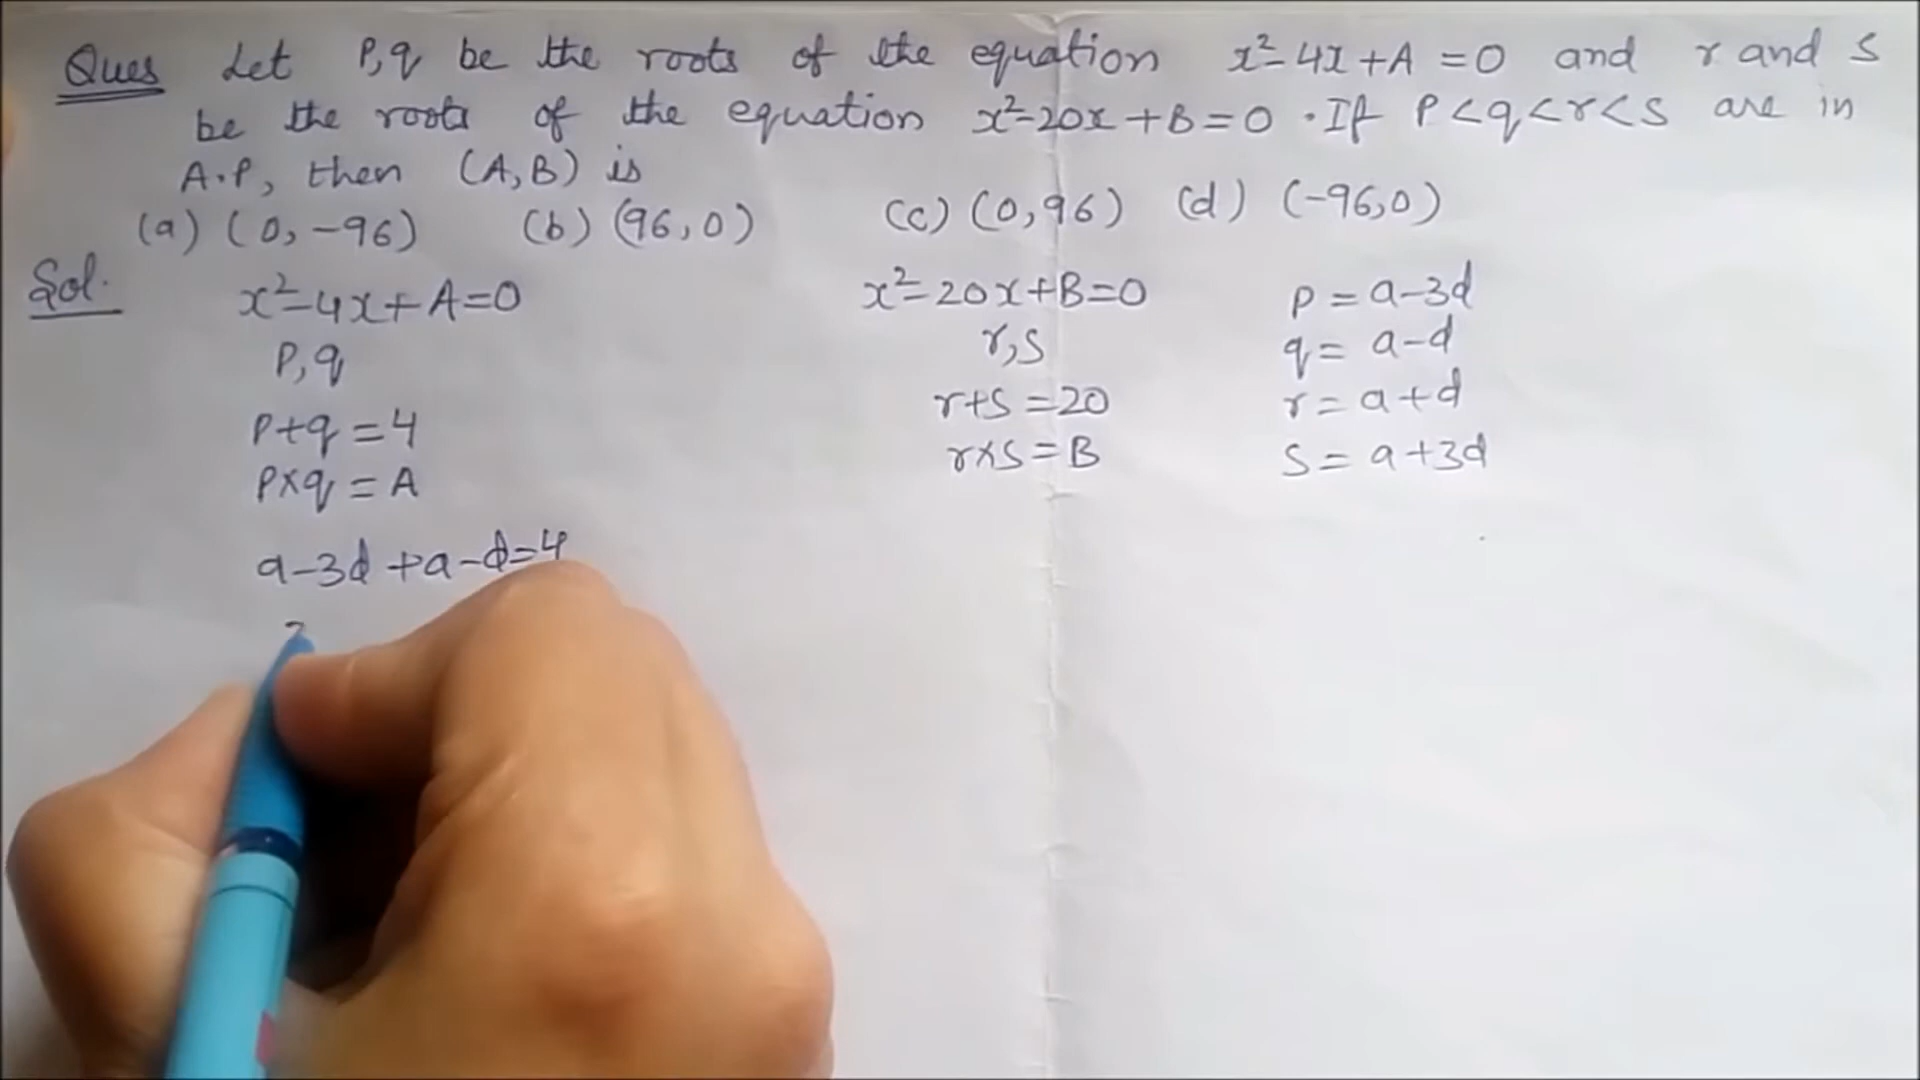 Ques Let P,q be the roots of the equation x²-4x+A=0 and r and s
be the roots of the equation x²-20x+B=0. If P<q<r<s are in
A.P, then (A,B) is
(a) (0,-96) (b) (96,0) (c) (0,96) (d) (-96,0)
Sol. x²-4x+A=0 x²-20x+B=0 P=a-3d
P,q r,s q=a-d
P+q=4 r+s=20 r=a+d
P×q=A r×s=B s=a+3d
a-3d+a-d=4